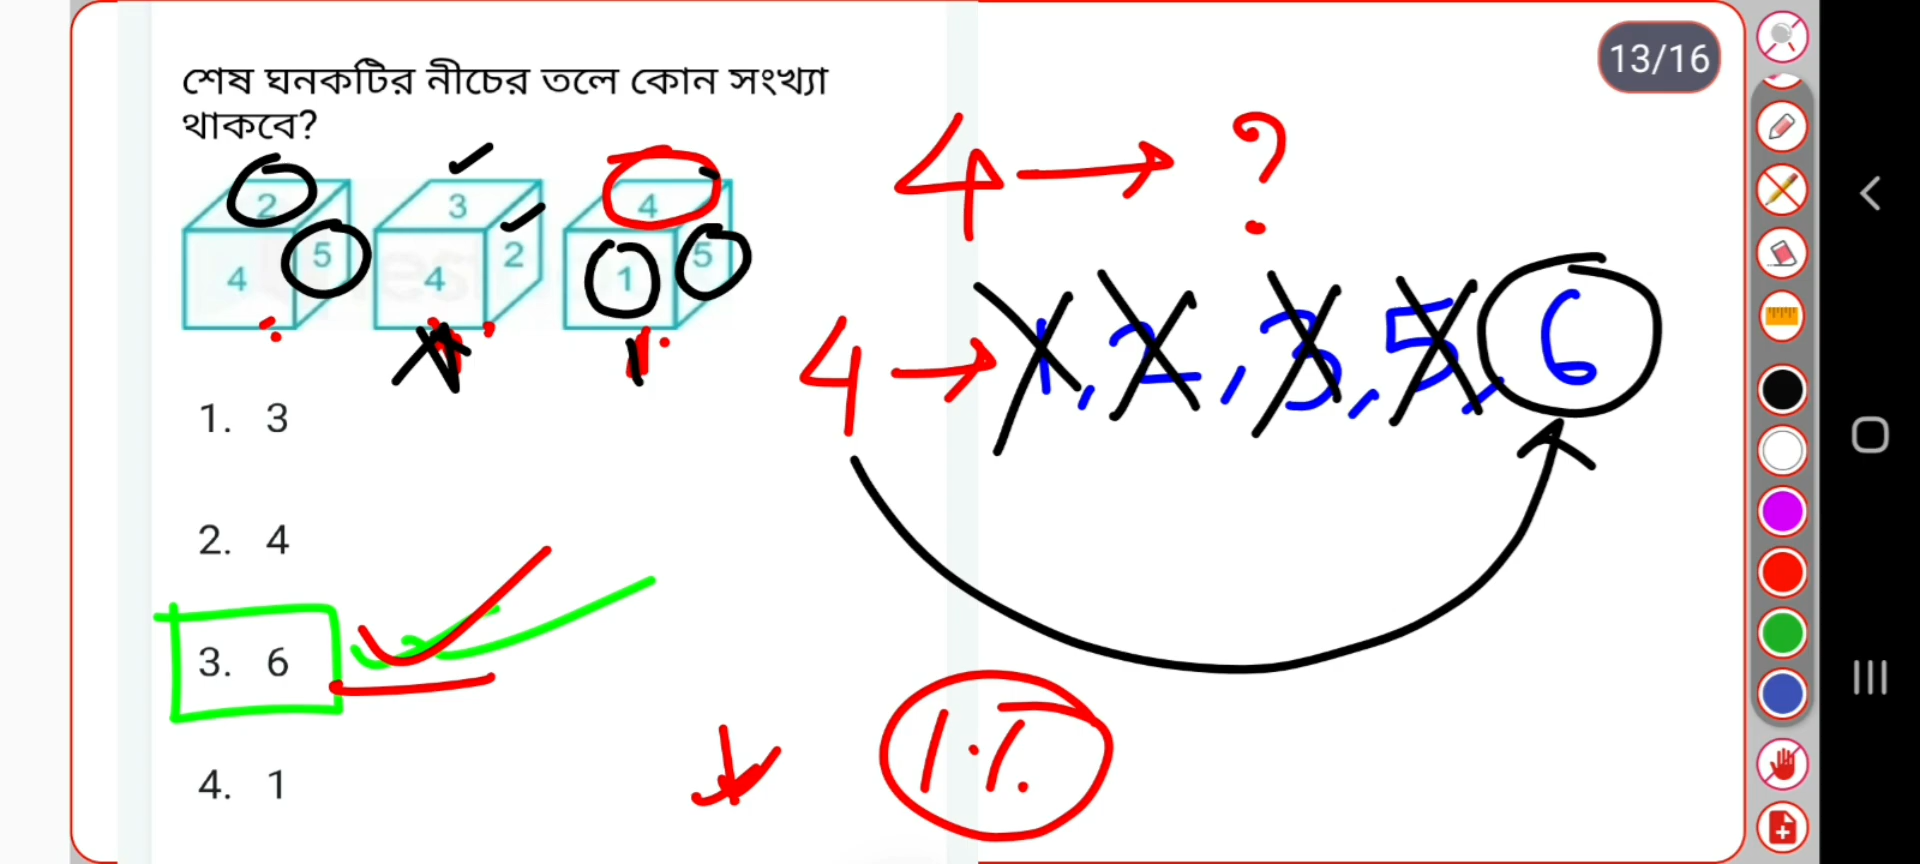 13/16
শেষ ঘনকটির নীচের তলে কোন সংখ্যা
থাকবে?
2 5 4
3 2 4
4 5 1
4 → ?
4 → 1, 2, 3, 5, 6
1. 3
2. 4
3. 6
4. 1
1%